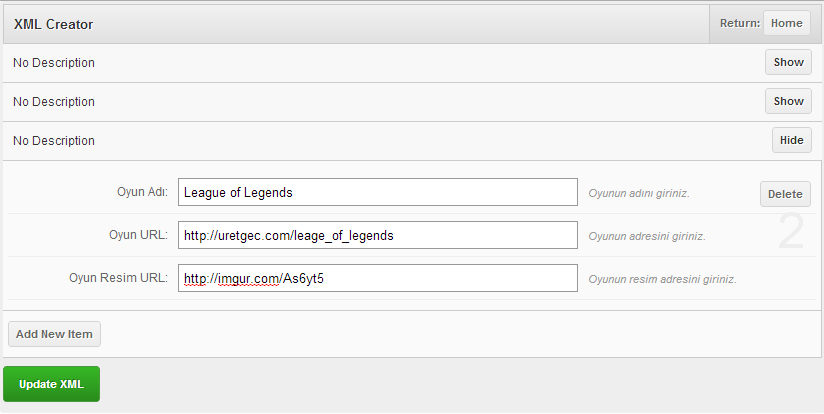 XML Creator Return: Home
No Description Show
No Description Show
No Description Hide
Oyun Adı: League of Legends Oyunun adını giriniz. Delete
Oyun URL: http://uretgec.com/leage_of_legends Oyunun adresini giriniz. 2
Oyun Resim URL: http://imgur.com/As6yt5 Oyunun resim adresini giriniz.
Add New Item
Update XML